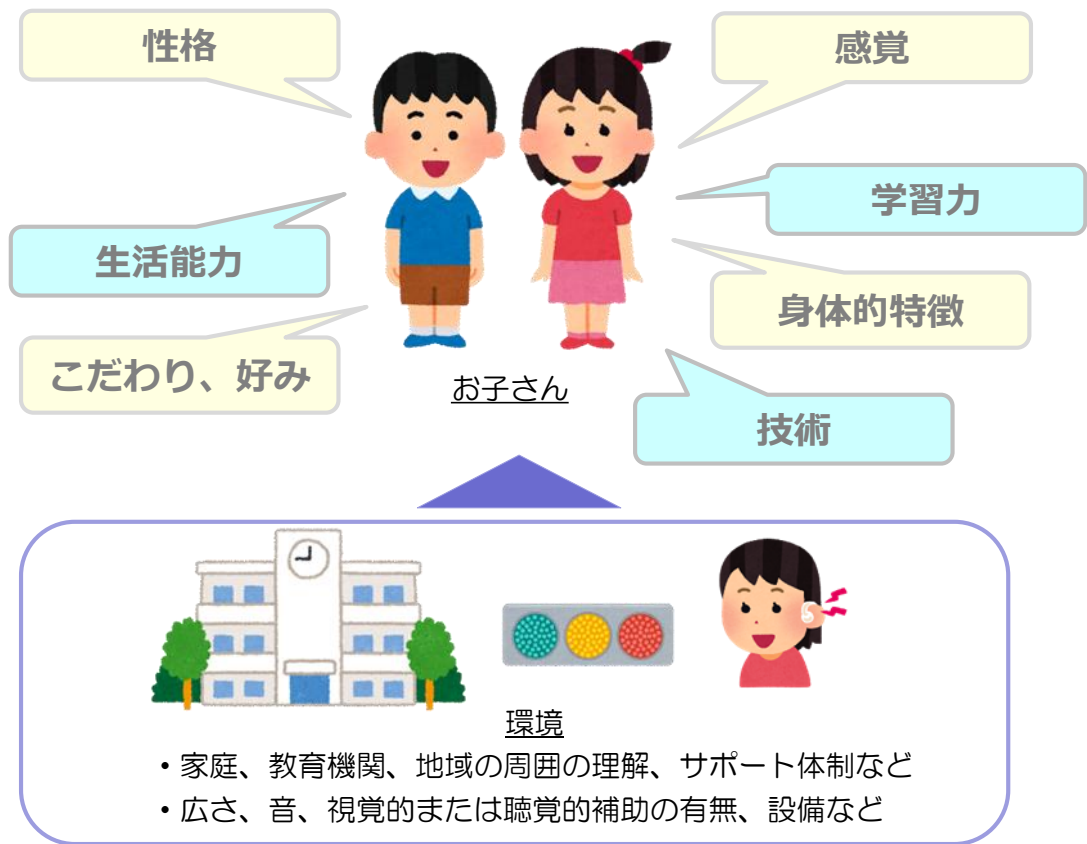 性格
感覚
学習力
生活能力
身体的特徴
こだわり、好み
お子さん
技術
環境
・家庭、教育機関、地域の周囲の理解、サポート体制など
・広さ、音、視覚的または聴覚的補助の有無、設備など